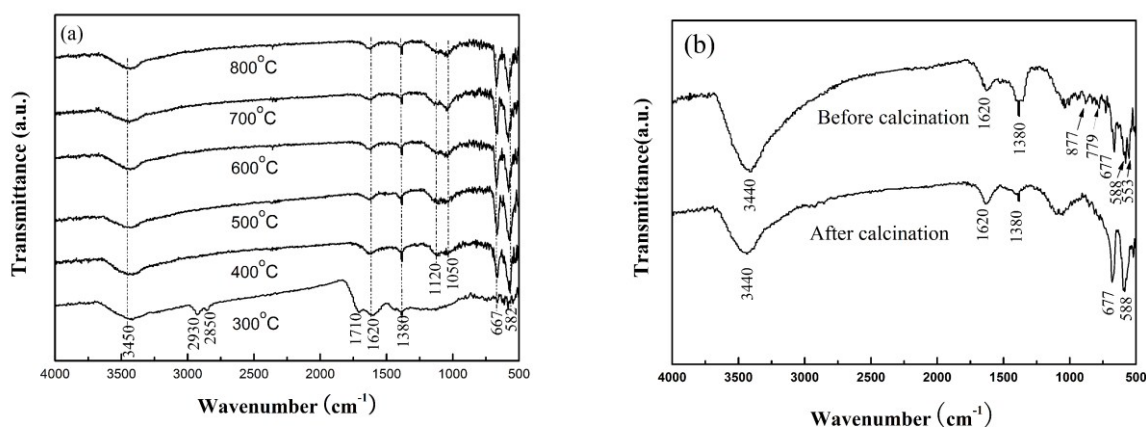 (a)
Transmittance (a.u.)
800°C
700°C
600°C
500°C
400°C
300°C
3450
2930
2850
1710
1620
1380
1120
1050
667
582
4000 3500 3000 2500 2000 1500 1000 500
Wavenumber (cm-1)
(b)
Transmittance(a.u.)
Before calcination
3440
1620
1380
877
779
677
588
553
After calcination
3440
1620
1380
677
588
4000 3500 3000 2500 2000 1500 1000 500
Wavenumber (cm-1)